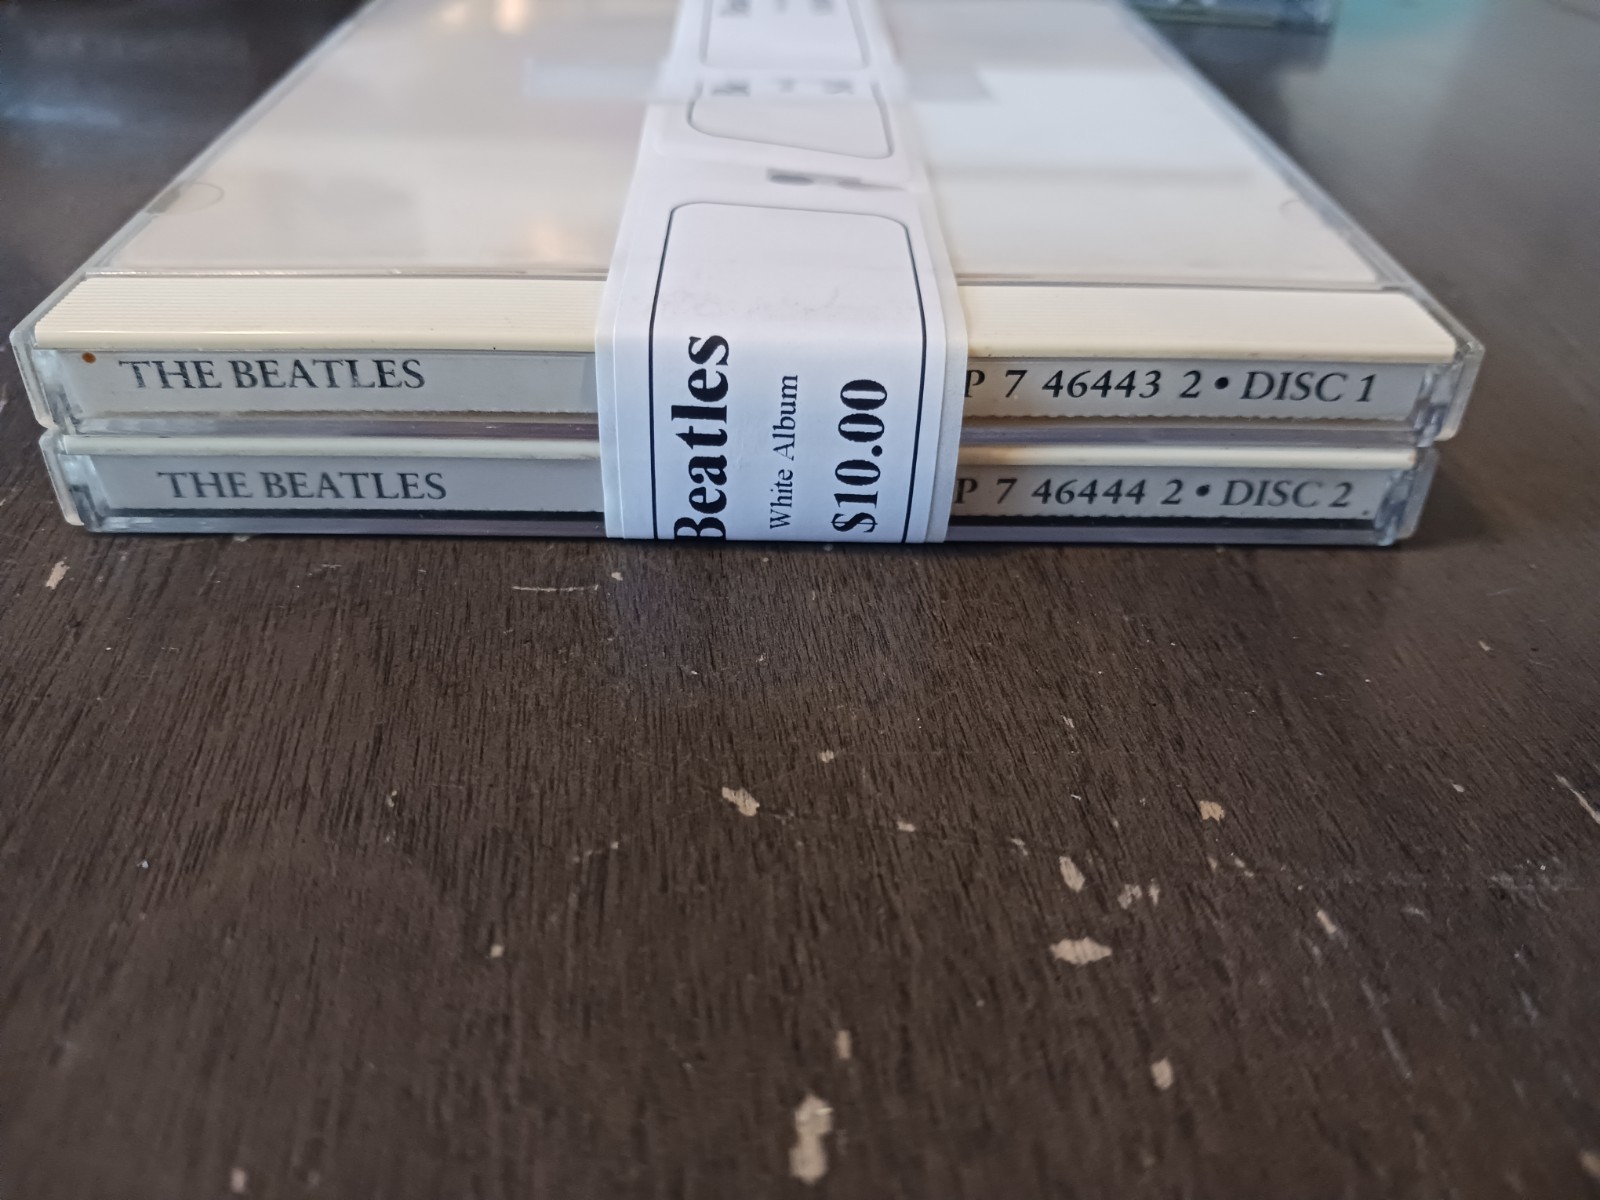 THE BEATLES
P 7 46443 2 • DISC 1
THE BEATLES
P 7 46444 2 • DISC 2
Beatles
White Album
$10.00